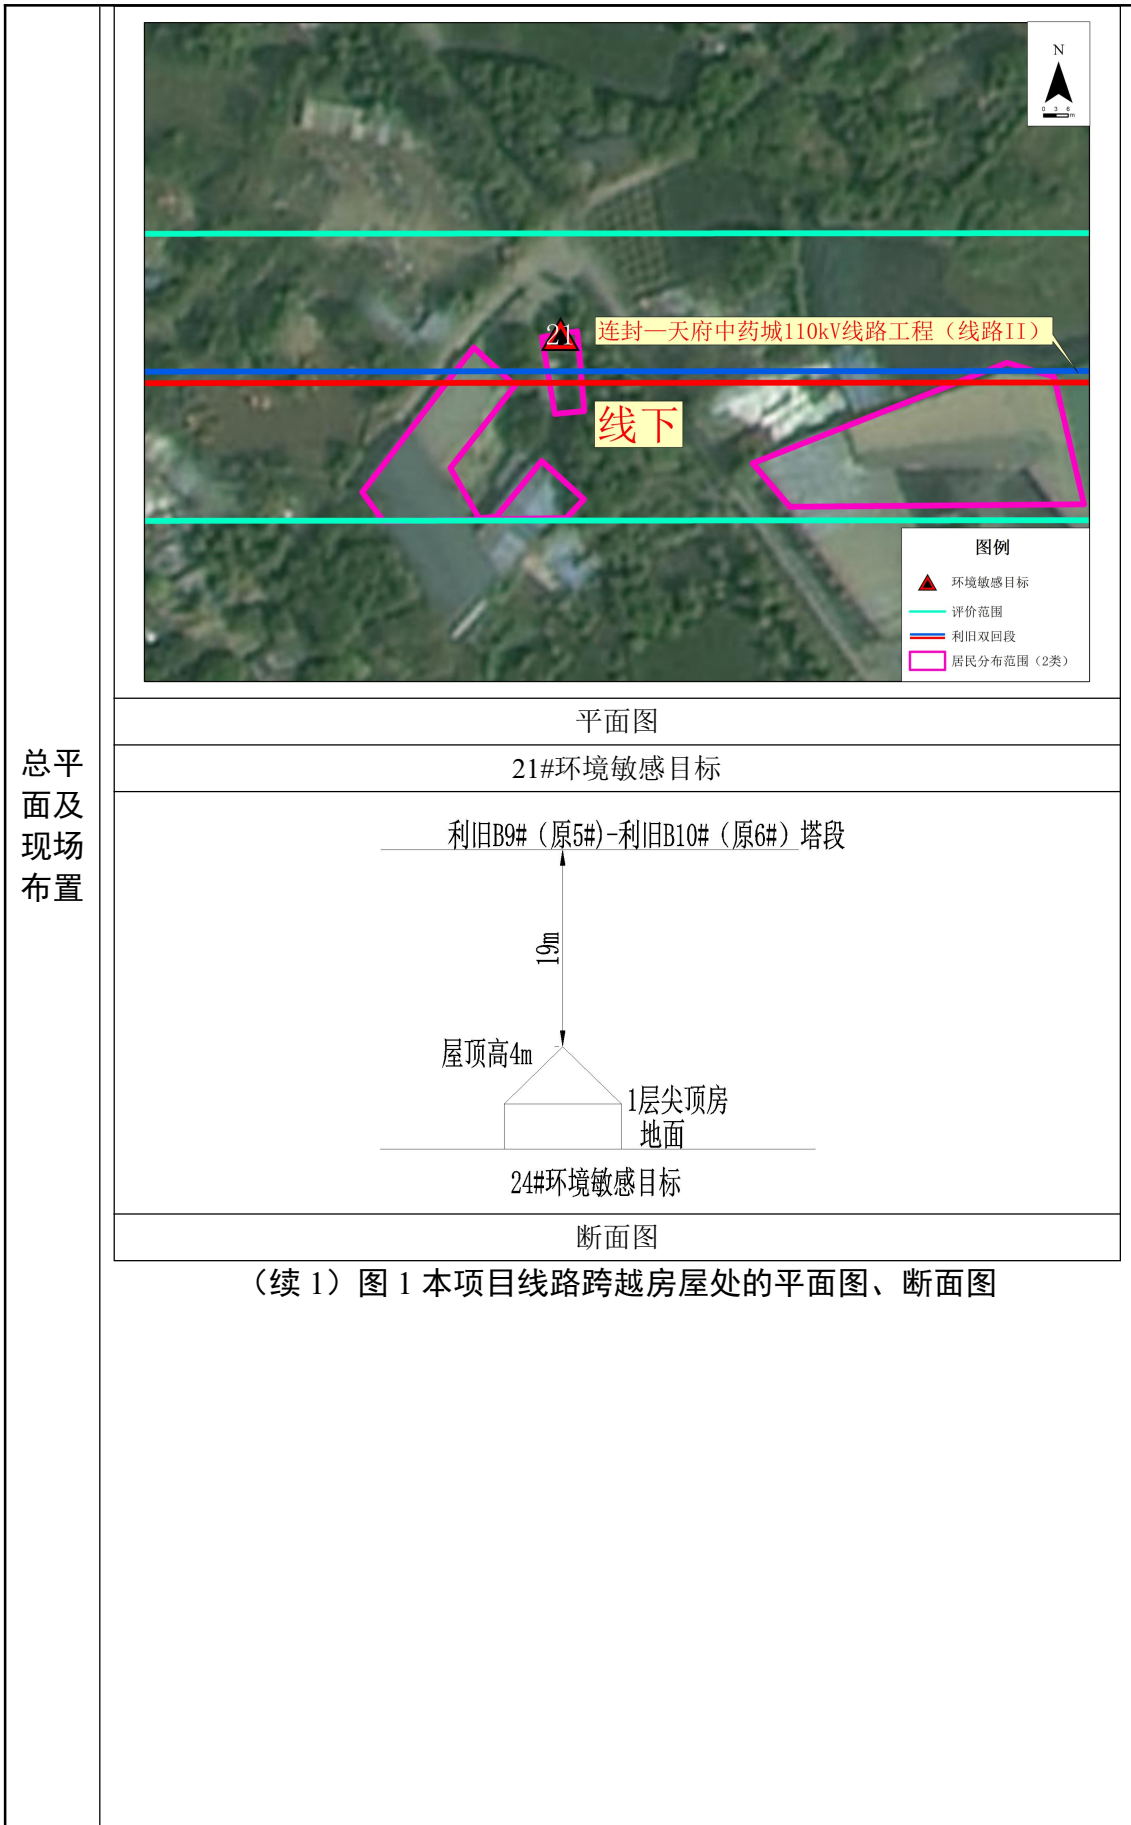 总平
面及
现场
布置
N
0 3 6
m
21
连封—天府中药城110kV线路工程（线路II）
线下
图例
环境敏感目标
评价范围
利旧双回段
居民分布范围（2类）
平面图
21#环境敏感目标
利旧B9#（原5#)-利旧B10#（原6#）塔段
19m
屋顶高4m
1层尖顶房
地面
24#环境敏感目标
断面图
（续 1）图 1 本项目线路跨越房屋处的平面图、断面图